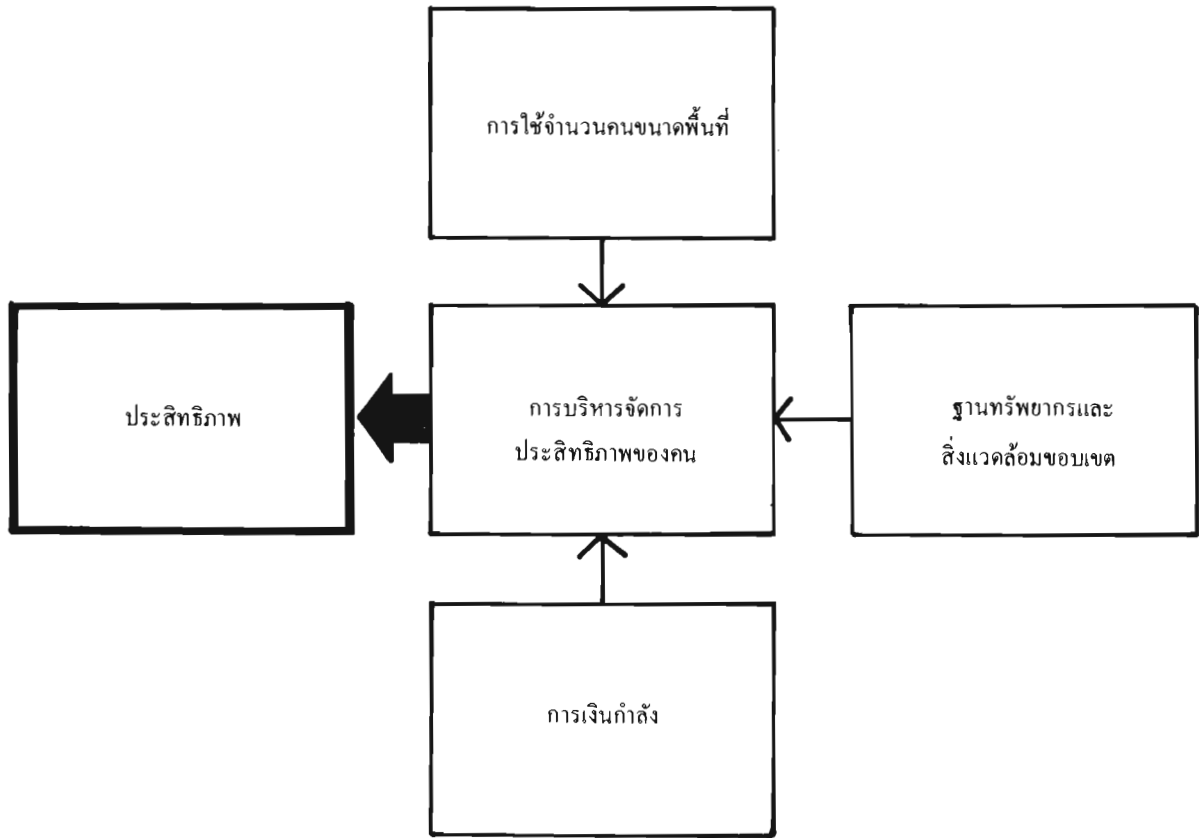 การใช้จำนวนคนขนาดพื้นที่
ประสิทธิภาพ
การบริหารจัดการ
ประสิทธิภาพของคน
ฐานทรัพยากรและ
สิ่งแวดล้อมขอบเขต
การเงินกำลัง